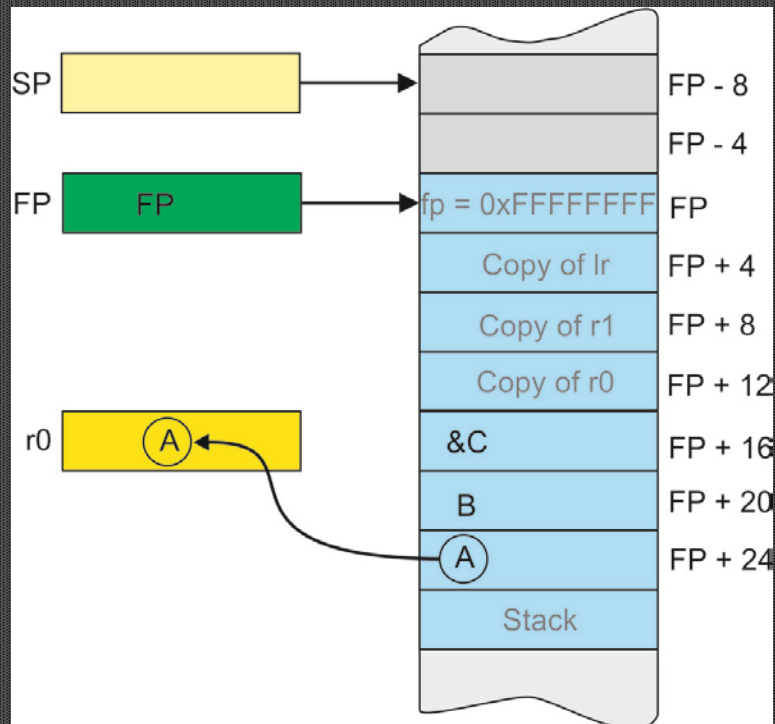 SP
FP - 8
FP - 4
FP
FP
fp = 0xFFFFFFFF
FP
Copy of lr
FP + 4
Copy of r1
FP + 8
Copy of r0
FP + 12
r0
A
&C
FP + 16
B
FP + 20
A
FP + 24
Stack